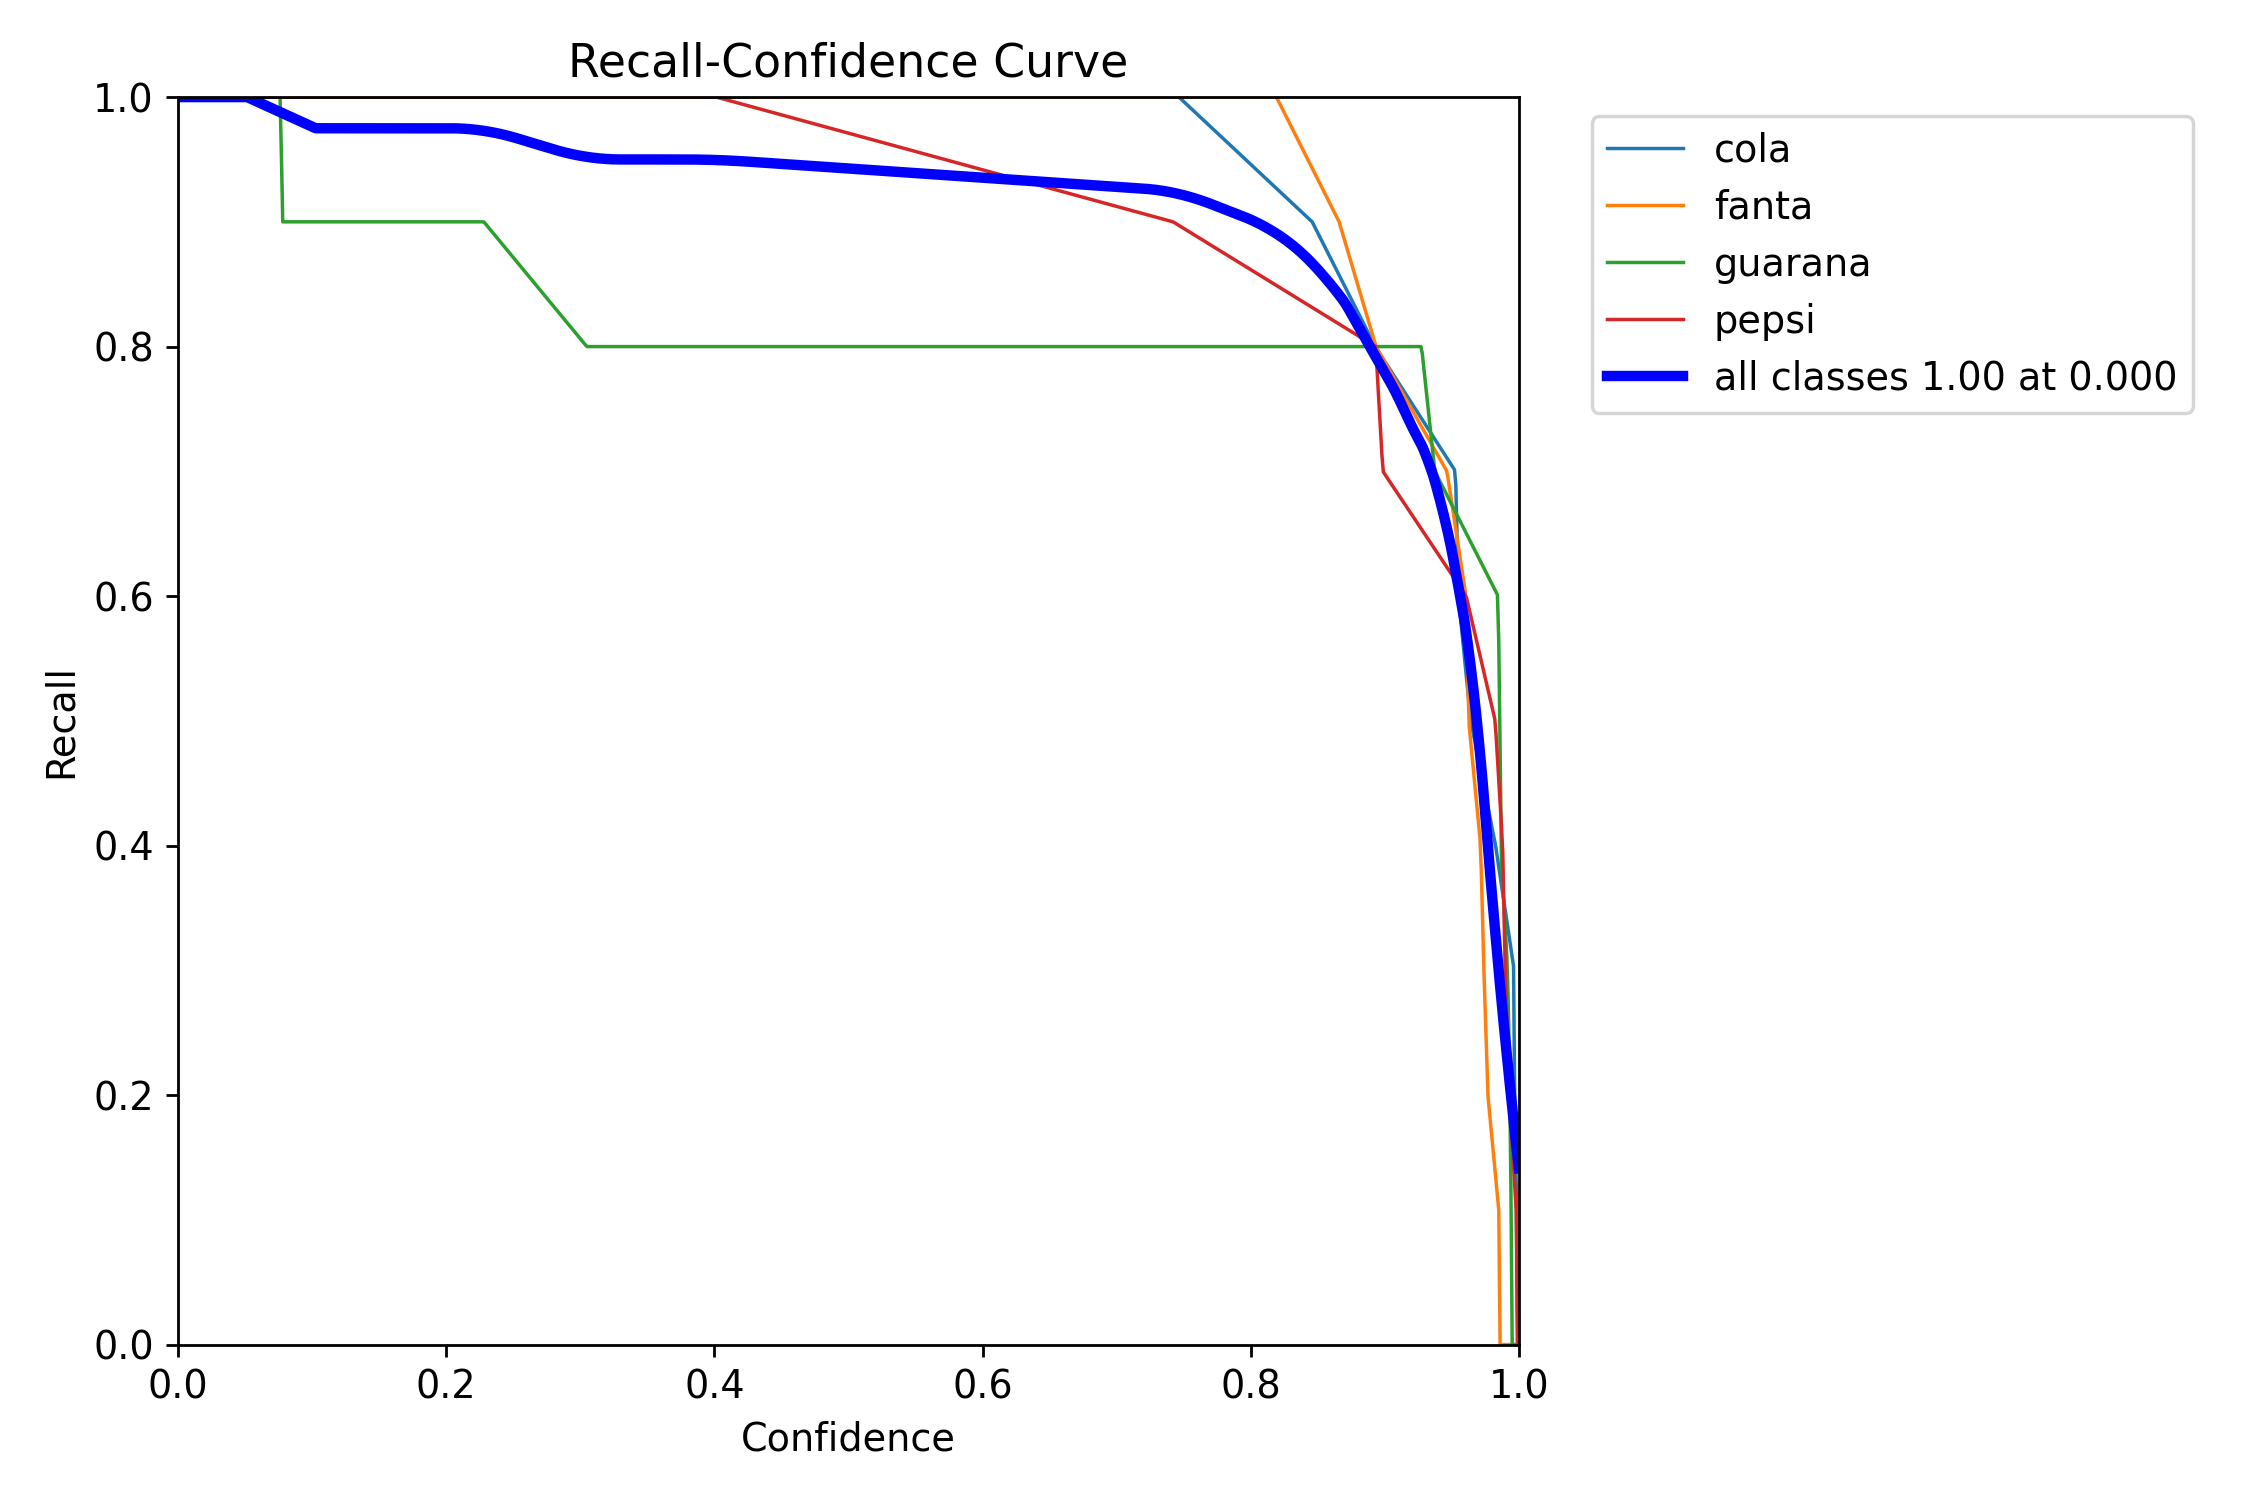 Recall-Confidence Curve
1.0
0.8
0.6
0.4
0.2
0.0
Recall
0.0 0.2 0.4 0.6 0.8 1.0
Confidence
cola
fanta
guarana
pepsi
all classes 1.00 at 0.000